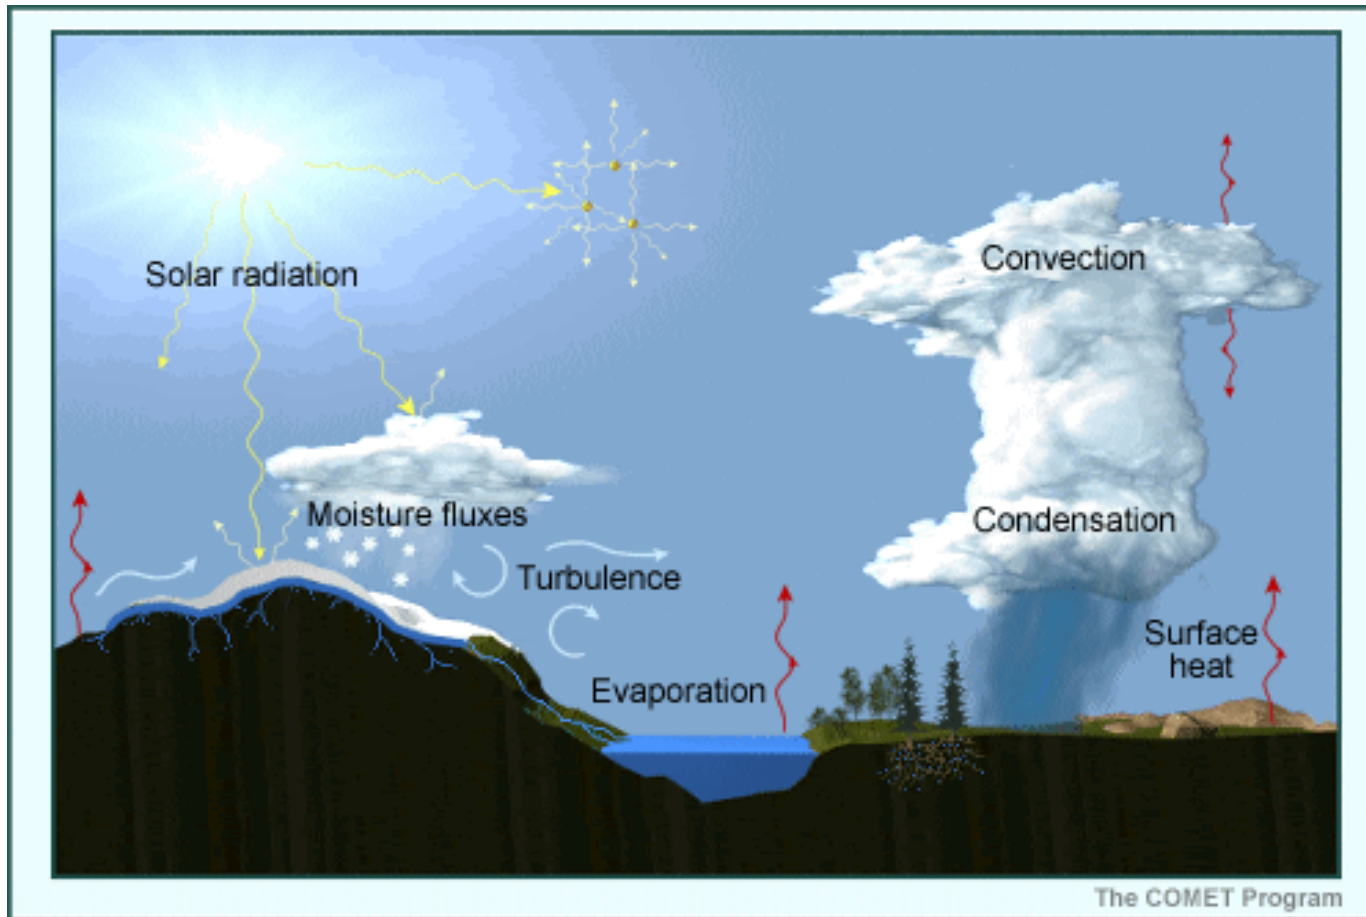 Solar radiation
Convection
Moisture fluxes
Condensation
Turbulence
Surface
heat
Evaporation
The COMET Program